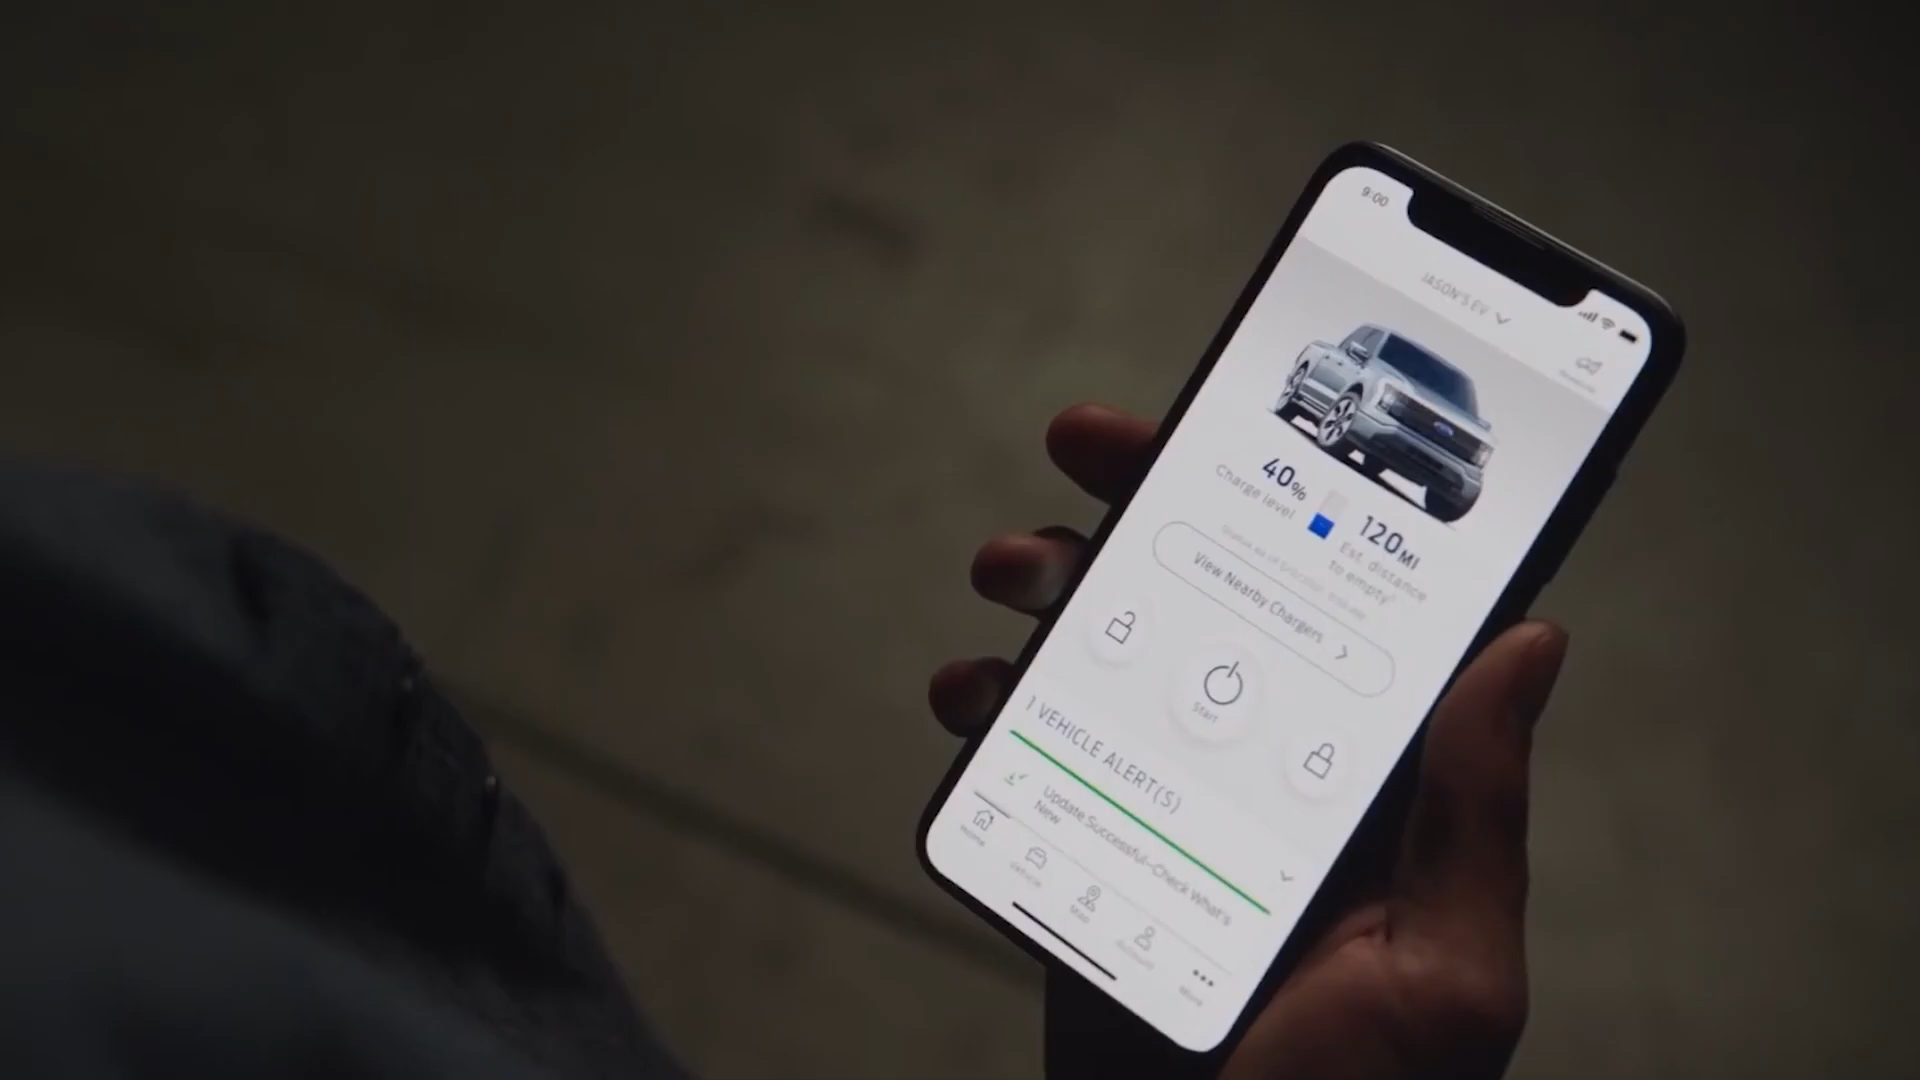 9:00
JASON'S EV
40%
Charge level
120MI
Est. distance
to empty
View Nearby Chargers
Start
1 VEHICLE ALERT(S)
Update Successful–Check What's
New
Home
Vehicle
Map
Account
More